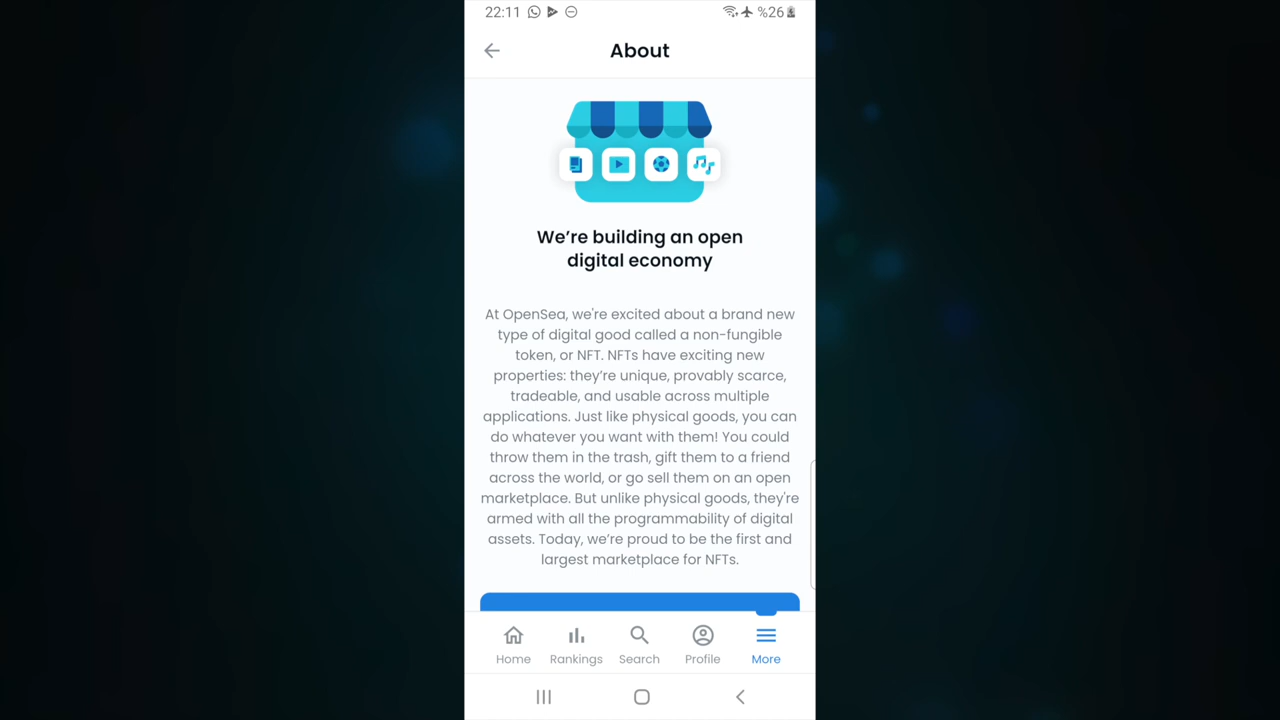 22:11 %26
About
We're building an open
digital economy
At OpenSea, we're excited about a brand new
type of digital good called a non-fungible
token, or NFT. NFTs have exciting new
properties: they're unique, provably scarce,
tradeable, and usable across multiple
applications. Just like physical goods, you can
do whatever you want with them! You could
throw them in the trash, gift them to a friend
across the world, or go sell them on an open
marketplace. But unlike physical goods, they're
armed with all the programmability of digital
assets. Today, we're proud to be the first and
largest marketplace for NFTs.
Home Rankings Search Profile More